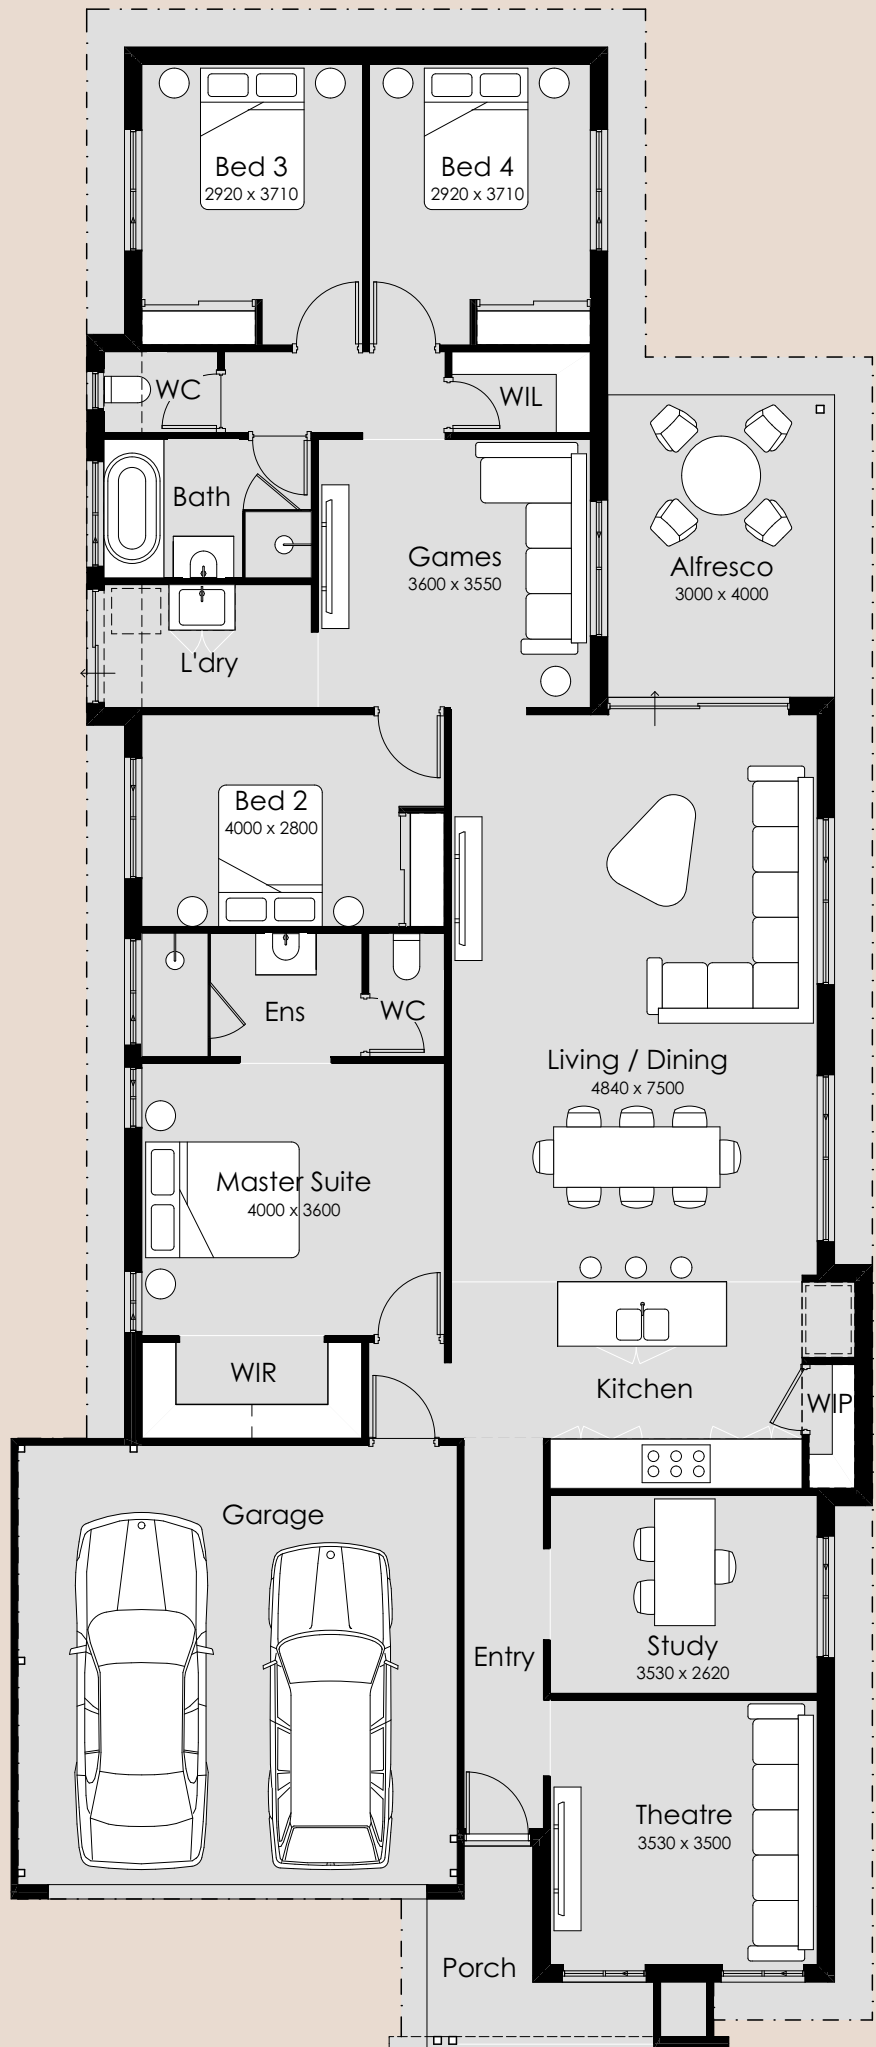 Bed 3
2920 x 3710
Bed 4
2920 x 3710
WC
WIL
Bath
Games
3600 x 3550
Alfresco
3000 x 4000
L'dry
Bed 2
4000 x 2800
Ens
WC
Living / Dining
4840 x 7500
Master Suite
4000 x 3600
WIR
Kitchen
WIP
Garage
Entry
Study
3530 x 2620
Theatre
3530 x 3500
Porch